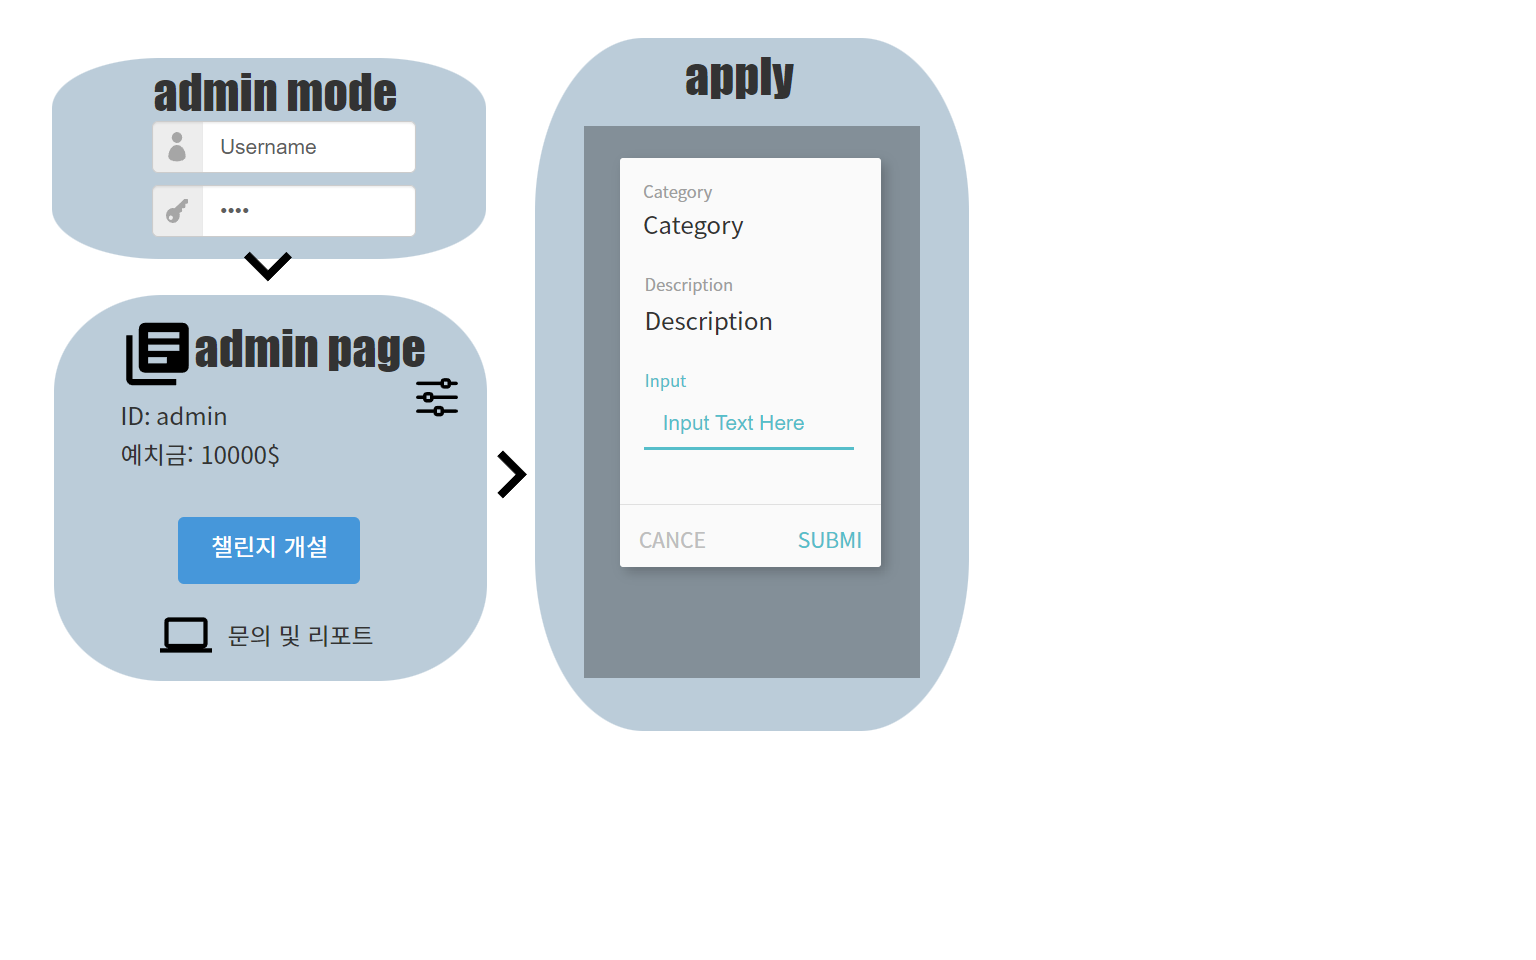 admin mode
Username
••••
admin page
ID: admin
예치금: 10000$
챌린지 개설
문의 및 리포트
apply
Category
Category
Description
Description
Input
Input Text Here
CANCE
SUBMI